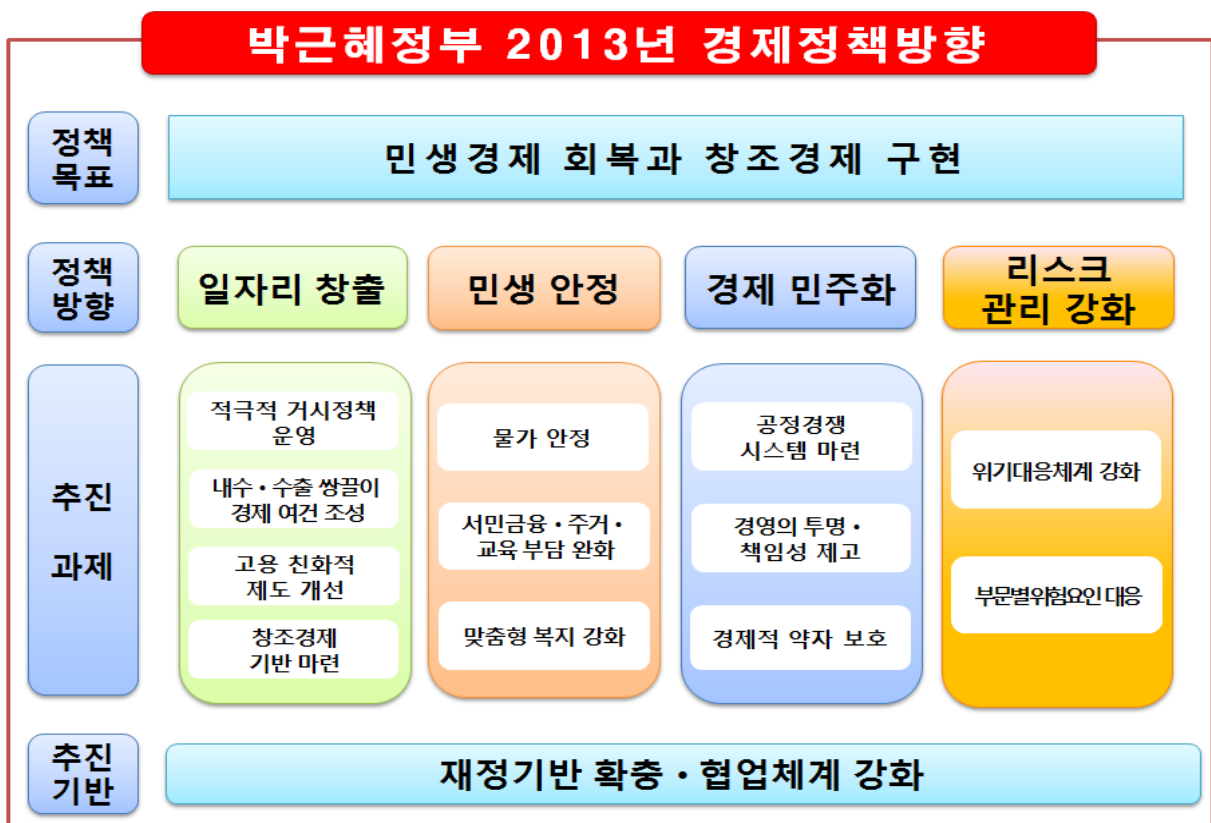 박근혜정부 2013년 경제정책방향
정책
목표
민생경제 회복과 창조경제 구현
정책
방향
일자리 창출
민생 안정
경제 민주화
리스크
관리 강화
추진
과제
적극적 거시정책
운영
내수·수출 쌍끌이
경제 여건 조성
고용 친화적
제도 개선
창조경제
기반 마련
물가 안정
서민금융·주거·
교육 부담 완화
맞춤형 복지 강화
공정경쟁
시스템 마련
경영의 투명·
책임성 제고
경제적 약자 보호
위기대응체계 강화
부문별위험요인 대응
추진
기반
재정기반 확충·협업체계 강화